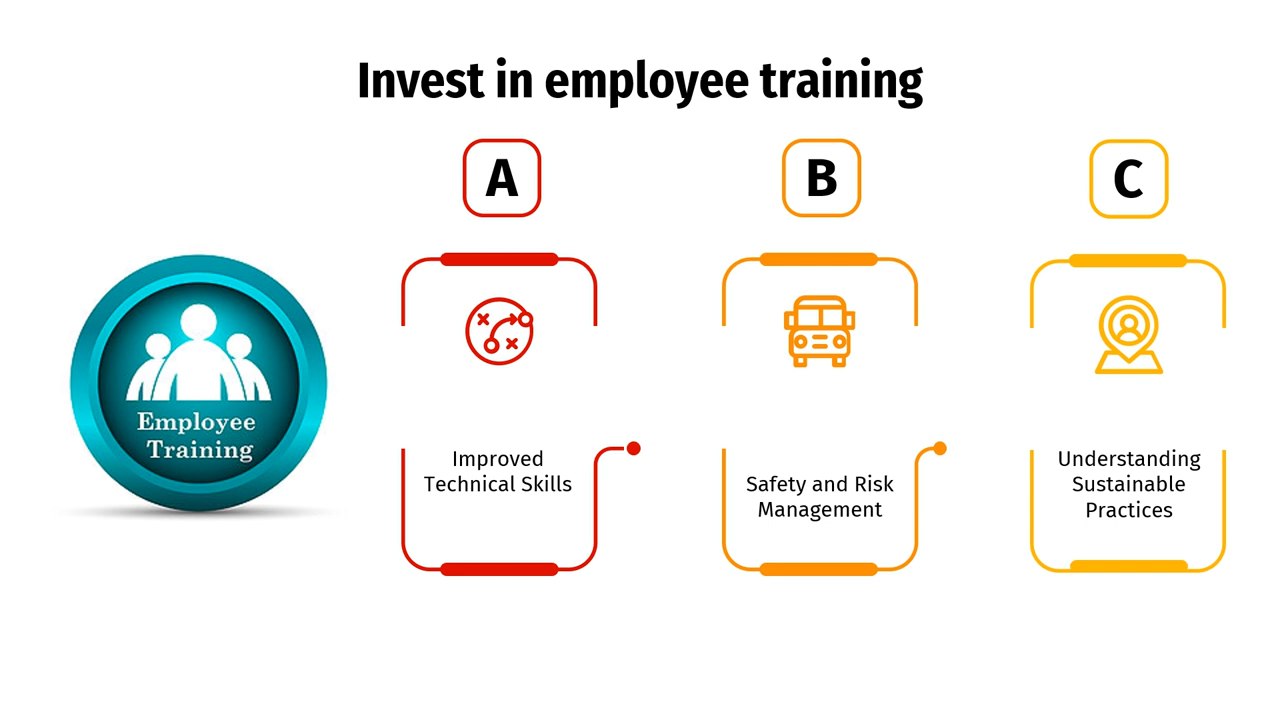 Invest in employee training
A
B
C
Employee
Training
Improved
Technical Skills
Safety and Risk
Management
Understanding
Sustainable
Practices